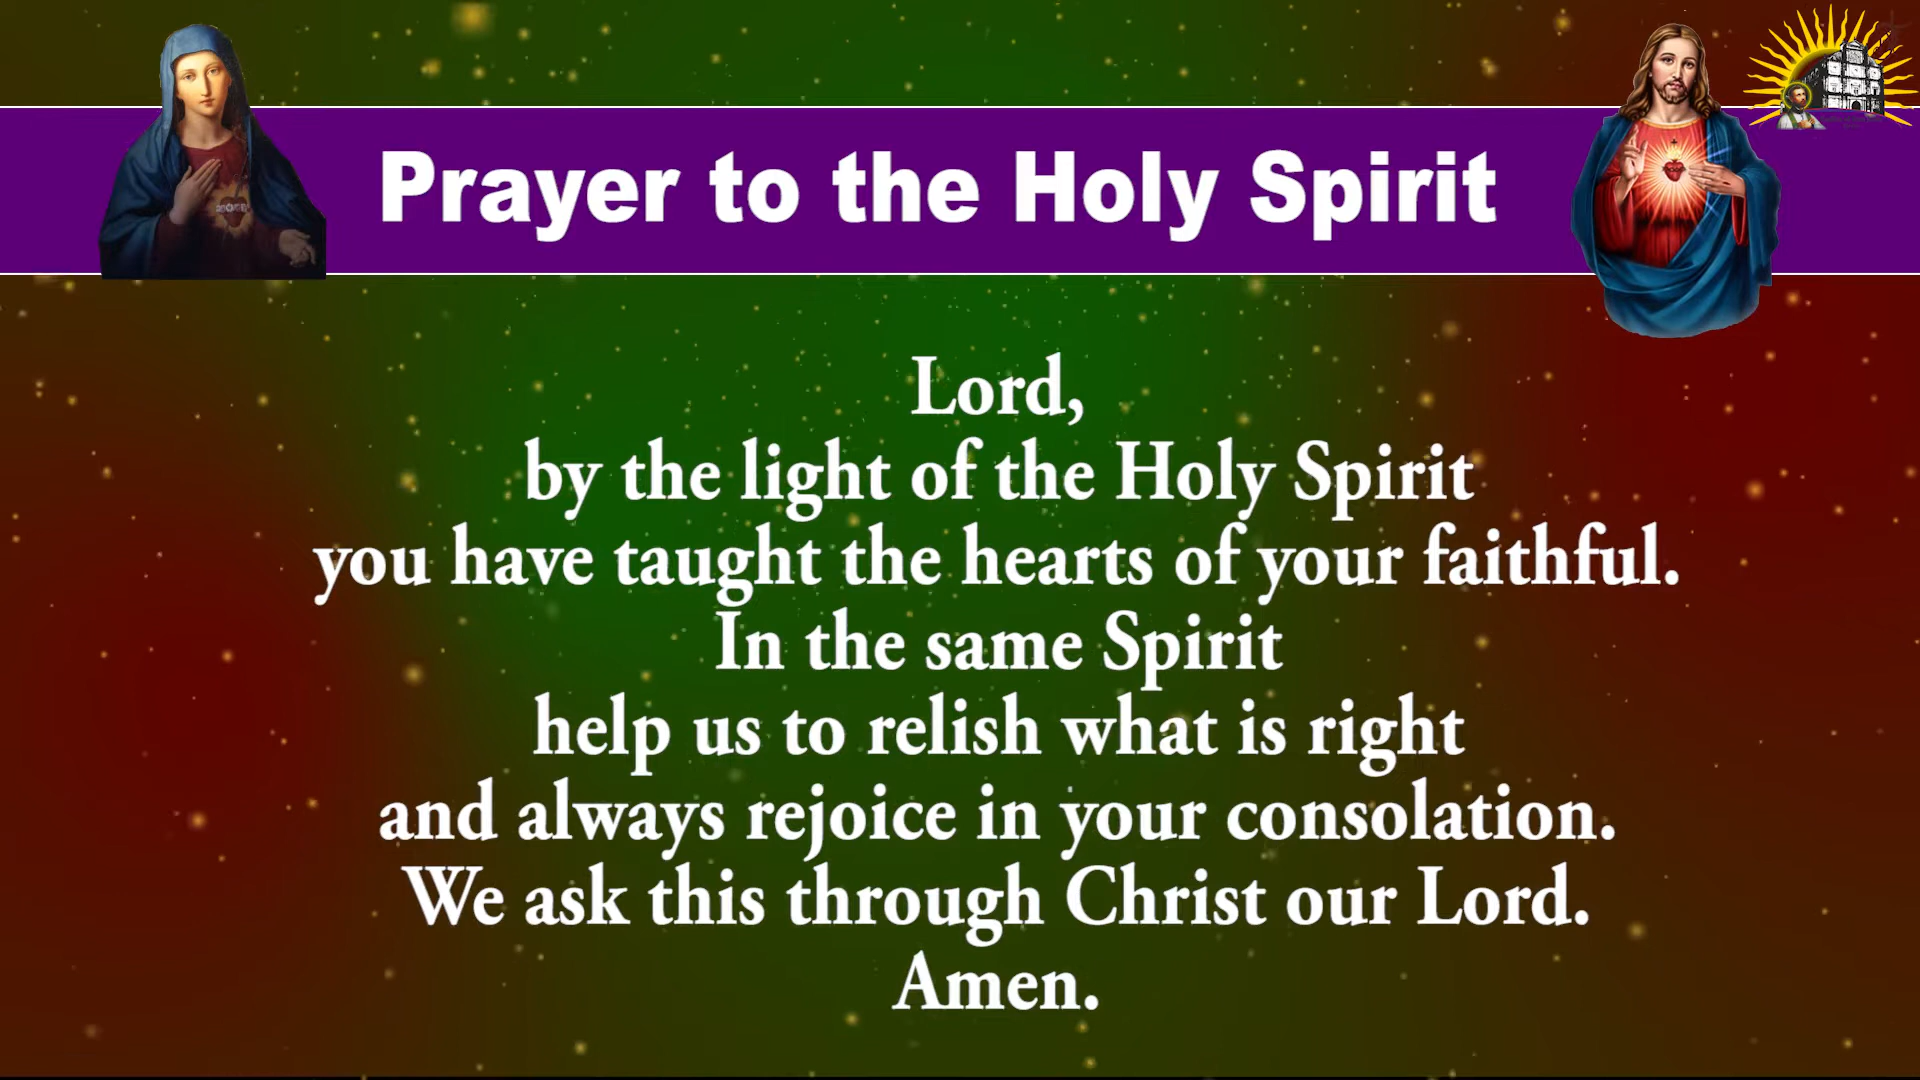 Prayer to the Holy Spirit
Lord,
by the light of the Holy Spirit
you have taught the hearts of your faithful.
In the same Spirit
help us to relish what is right
and always rejoice in your consolation.
We ask this through Christ our Lord.
Amen.